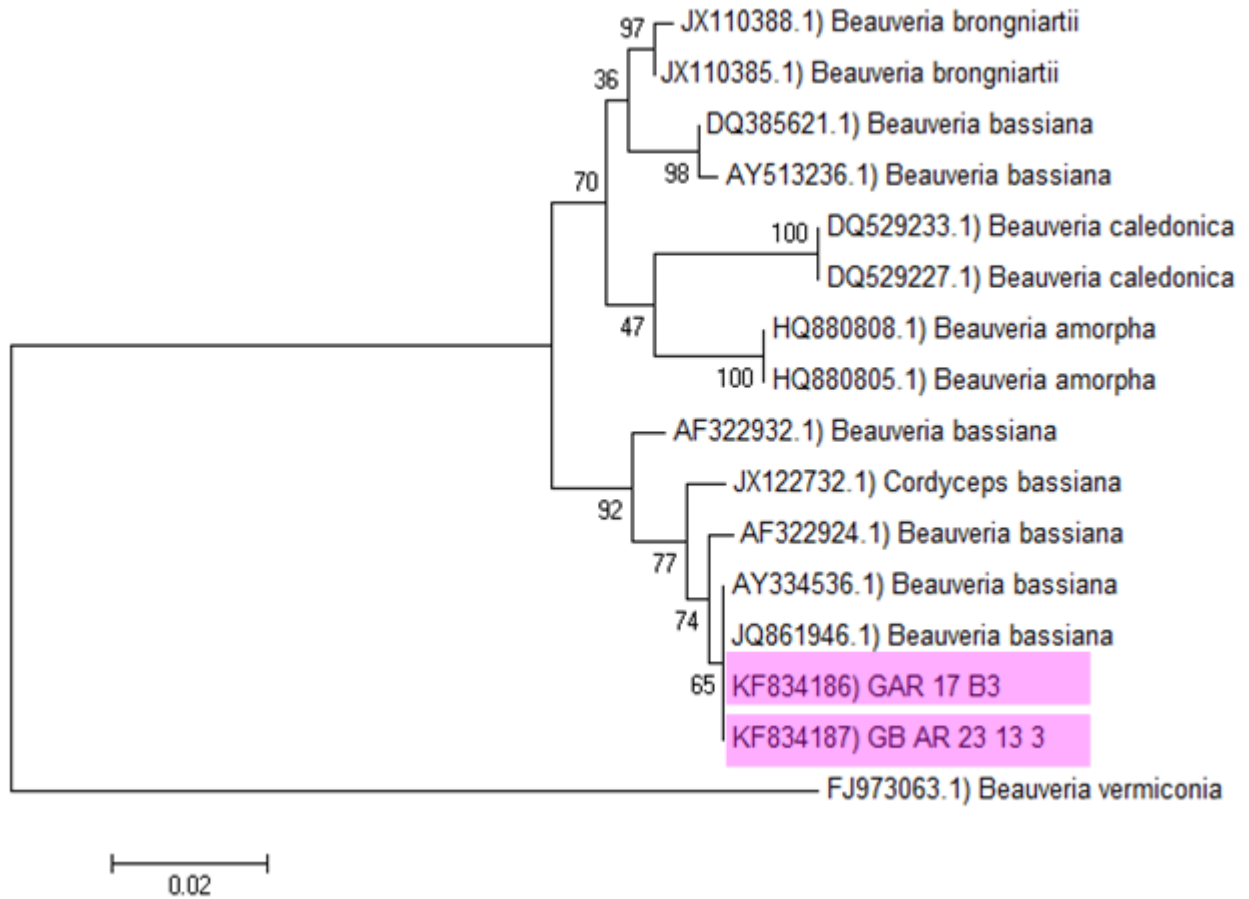 97
JX110388.1) Beauveria brongniartii
JX110385.1) Beauveria brongniartii
36
DQ385621.1) Beauveria bassiana
98
AY513236.1) Beauveria bassiana
70
DQ529233.1) Beauveria caledonica
100
DQ529227.1) Beauveria caledonica
47
HQ880808.1) Beauveria amorpha
HQ880805.1) Beauveria amorpha
100
AF322932.1) Beauveria bassiana
92
JX122732.1) Cordyceps bassiana
77
AF322924.1) Beauveria bassiana
74
AY334536.1) Beauveria bassiana
JQ861946.1) Beauveria bassiana
65
KF834186) GAR 17 B3
KF834187) GB AR 23 13 3
FJ973063.1) Beauveria vermiconia
0.02